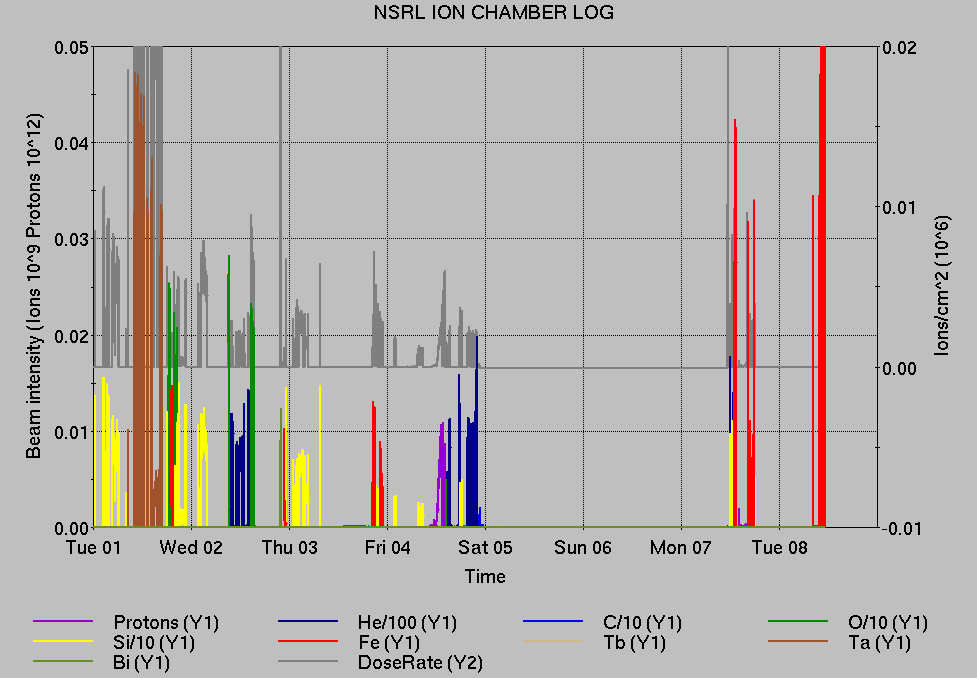 NSRL ION CHAMBER LOG
Beam intensity (Ions 10^9 Protons 10^12)
0.05
0.04
0.03
0.02
0.01
0.00
0.02
0.01
0.00
-0.01
Ions/cm^2 (10^6)
Tue 01 Wed 02 Thu 03 Fri 04 Sat 05 Sun 06 Mon 07 Tue 08
Time
Protons (Y1) He/100 (Y1) C/10 (Y1) O/10 (Y1)
Si/10 (Y1) Fe (Y1) Tb (Y1) Ta (Y1)
Bi (Y1) DoseRate (Y2)